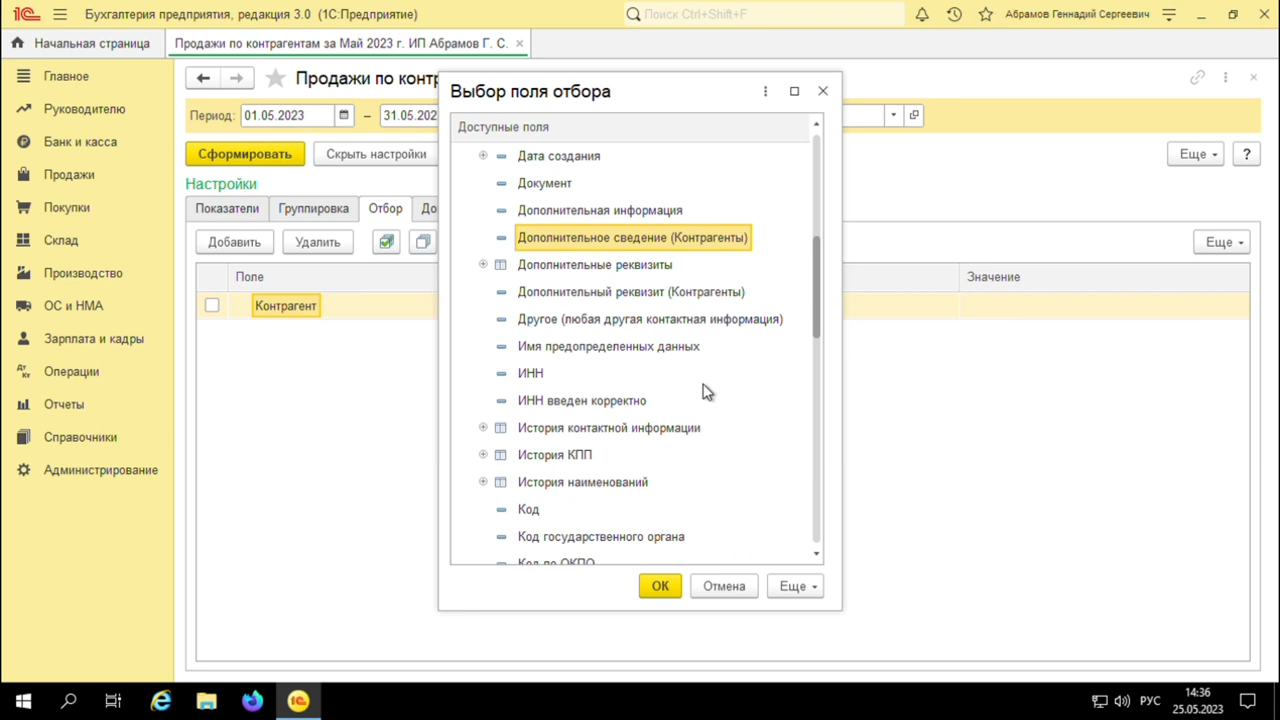 Бухгалтерия предприятия, редакция 3.0 (1С:Предприятие)
Поиск Ctrl+Shift+F
Абрамов Геннадий Сергеевич
Начальная страница
Продажи по контрагентам за Май 2023 г. ИП Абрамов Г. С.
Главное
Руководителю
Банк и касса
Продажи
Покупки
Склад
Производство
ОС и НМА
Зарплата и кадры
Операции
Отчеты
Справочники
Администрирование
Продажи по конт
Период: 01.05.2023 – 31.05.202
Сформировать
Скрыть настройки
Еще
?
Настройки
Показатели
Группировка
Отбор
До
Добавить
Удалить
Еще
Поле
Значение
Контрагент
Выбор поля отбора
Доступные поля
Дата создания
Документ
Дополнительная информация
Дополнительное сведение (Контрагенты)
Дополнительные реквизиты
Дополнительный реквизит (Контрагенты)
Другое (любая другая контактная информация)
Имя предопределенных данных
ИНН
ИНН введен корректно
История контактной информации
История КПП
История наименований
Код
Код государственного органа
Код по ОКПО
ОК
Отмена
Еще
РУС
14:36
25.05.2023